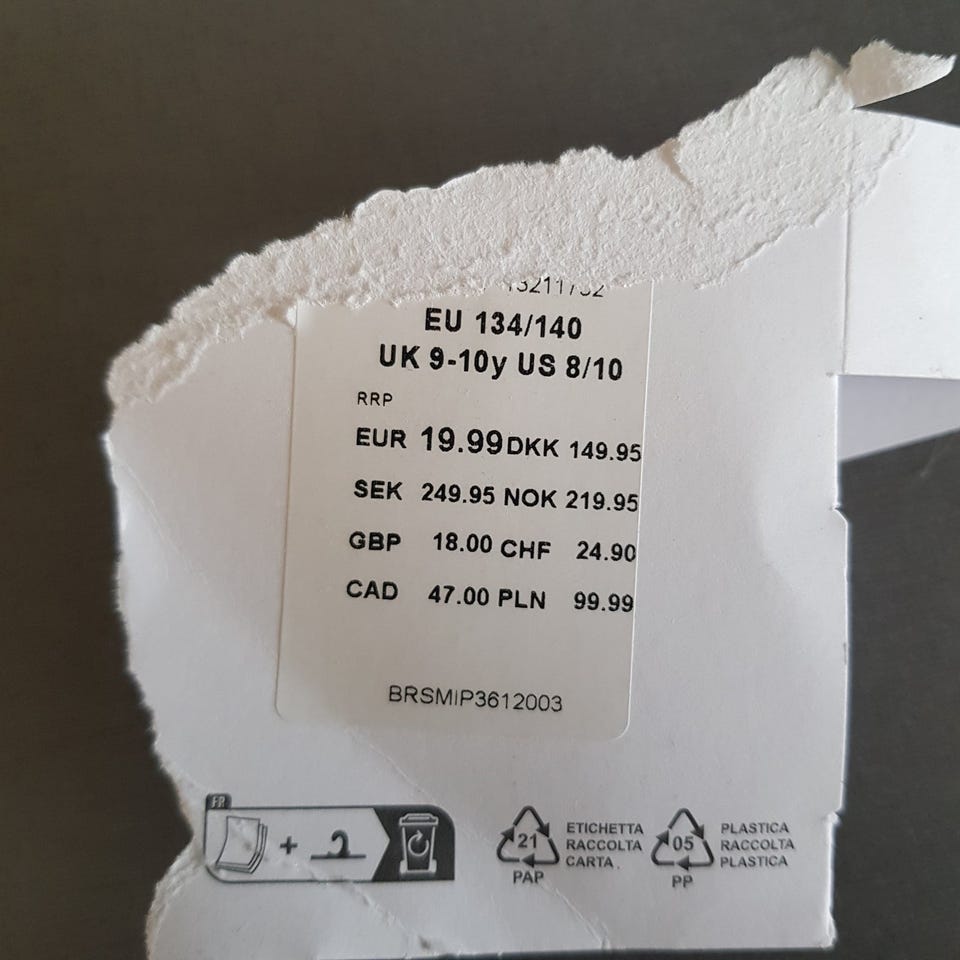 EU 134/140
UK 9-10y US 8/10
RRP
EUR 19.99 DKK 149.95
SEK 249.95 NOK 219.95
GBP 18.00 CHF 24.90
CAD 47.00 PLN 99.99
BRSMIP3612003
FR
+
21
PAP
ETICHETTA
RACCOLTA
CARTA.
05
PP
PLASTICA
RACCOLTA
PLASTICA